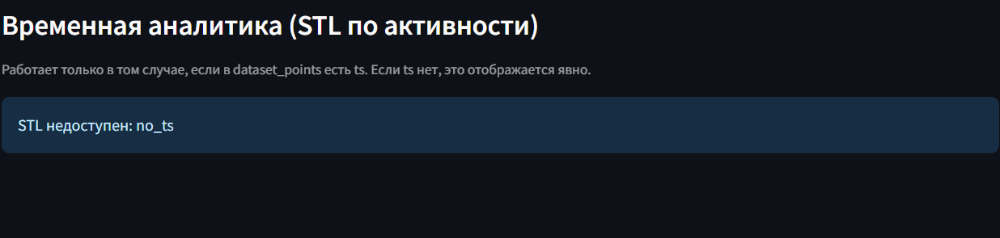 Временная аналитика (STL по активности)
Работает только в том случае, если в dataset_points есть ts. Если ts нет, это отображается явно.
STL недоступен: no_ts